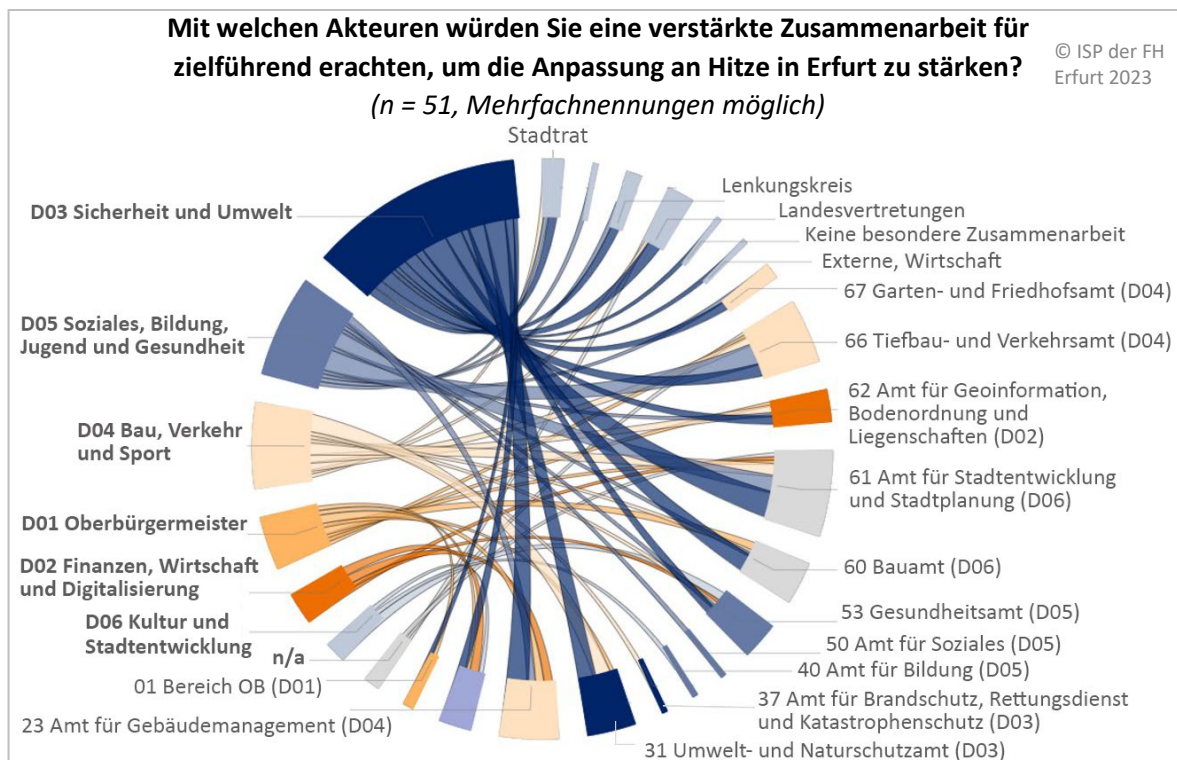 Mit welchen Akteuren würden Sie eine verstärkte Zusammenarbeit für
zielführend erachten, um die Anpassung an Hitze in Erfurt zu stärken?
(n = 51, Mehrfachnennungen möglich)
© ISP der FH
Erfurt 2023
Stadtrat
Lenkungskreis
Landesvertretungen
Keine besondere Zusammenarbeit
Externe, Wirtschaft
67 Garten- und Friedhofsamt (D04)
66 Tiefbau- und Verkehrsamt (D04)
62 Amt für Geoinformation,
Bodenordnung und
Liegenschaften (D02)
61 Amt für Stadtentwicklung
und Stadtplanung (D06)
60 Bauamt (D06)
53 Gesundheitsamt (D05)
50 Amt für Soziales (D05)
40 Amt für Bildung (D05)
37 Amt für Brandschutz, Rettungsdienst
und Katastrophenschutz (D03)
31 Umwelt- und Naturschutzamt (D03)
D03 Sicherheit und Umwelt
D05 Soziales, Bildung,
Jugend und Gesundheit
D04 Bau, Verkehr
und Sport
D01 Oberbürgermeister
D02 Finanzen, Wirtschaft
und Digitalisierung
D06 Kultur und
Stadtentwicklung
n/a
01 Bereich OB (D01)
23 Amt für Gebäudemanagement (D04)